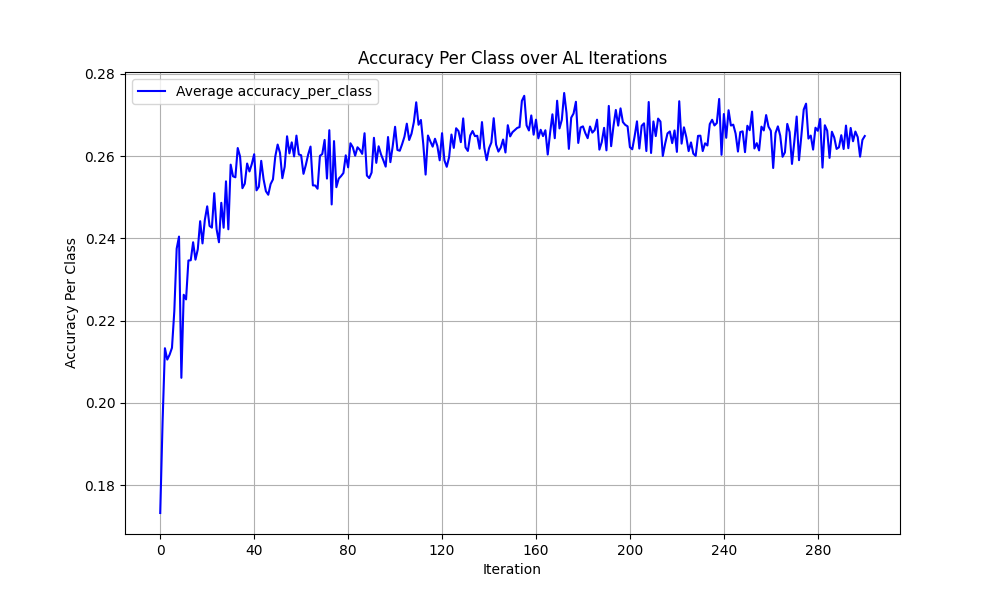 Accuracy Per Class over AL Iterations
Average accuracy_per_class
Accuracy Per Class
0.28
0.26
0.24
0.22
0.20
0.18
0 40 80 120 160 200 240 280
Iteration